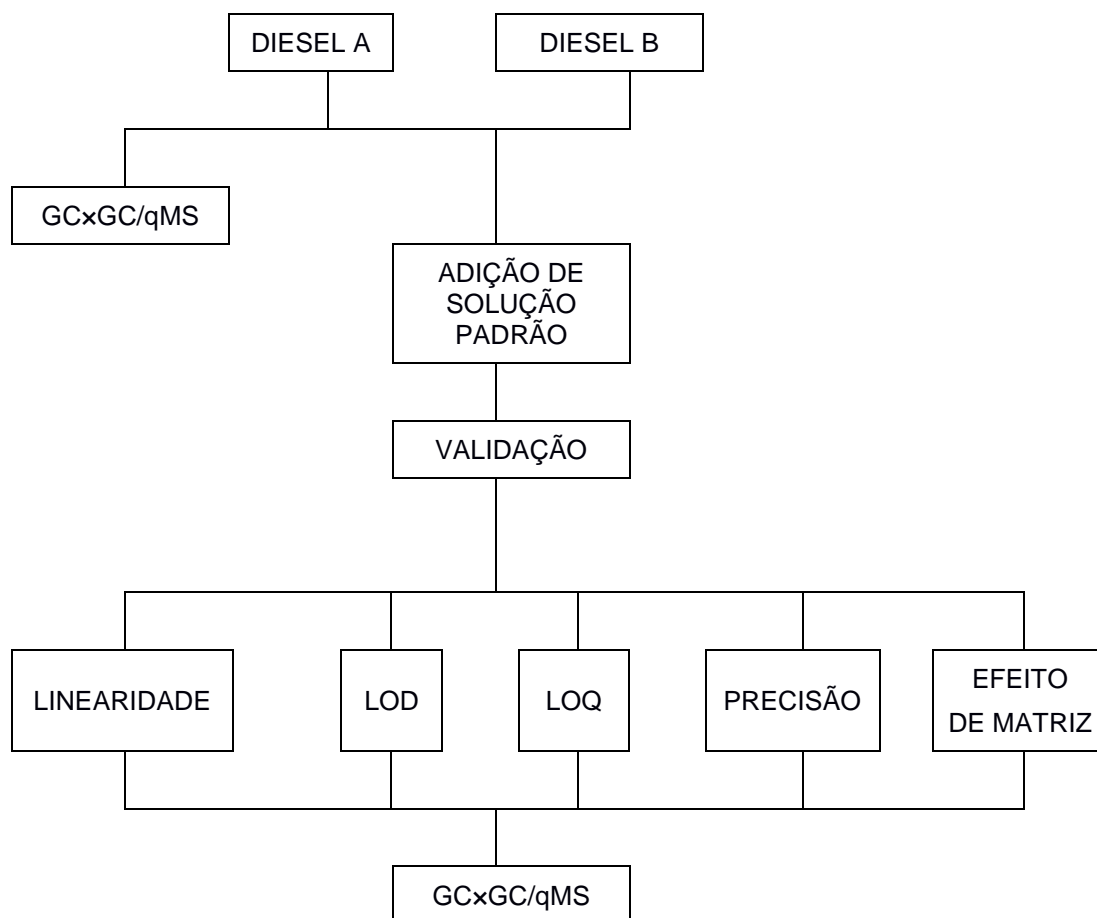 DIESEL A
DIESEL B
GC×GC/qMS
ADIÇÃO DE
SOLUÇÃO
PADRÃO
VALIDAÇÃO
LINEARIDADE
LOD
LOQ
PRECISÃO
EFEITO
DE MATRIZ
GC×GC/qMS